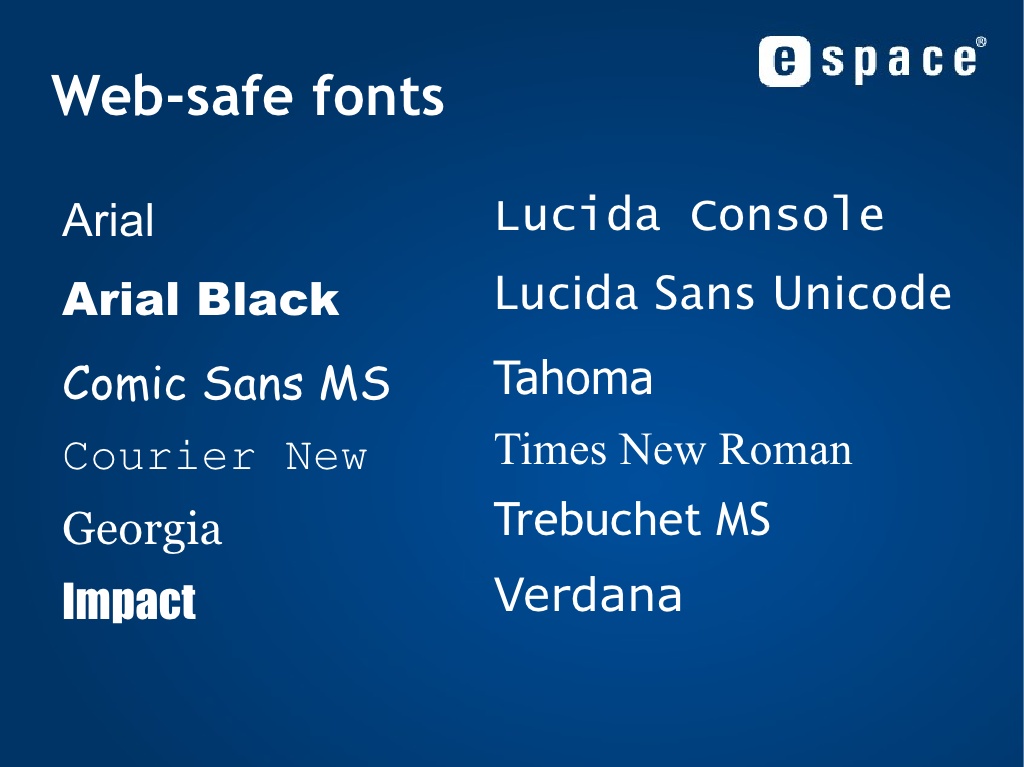 espace®
Web-safe fonts
Arial
Arial Black
Comic Sans MS
Courier New
Georgia
Impact
Lucida Console
Lucida Sans Unicode
Tahoma
Times New Roman
Trebuchet MS
Verdana